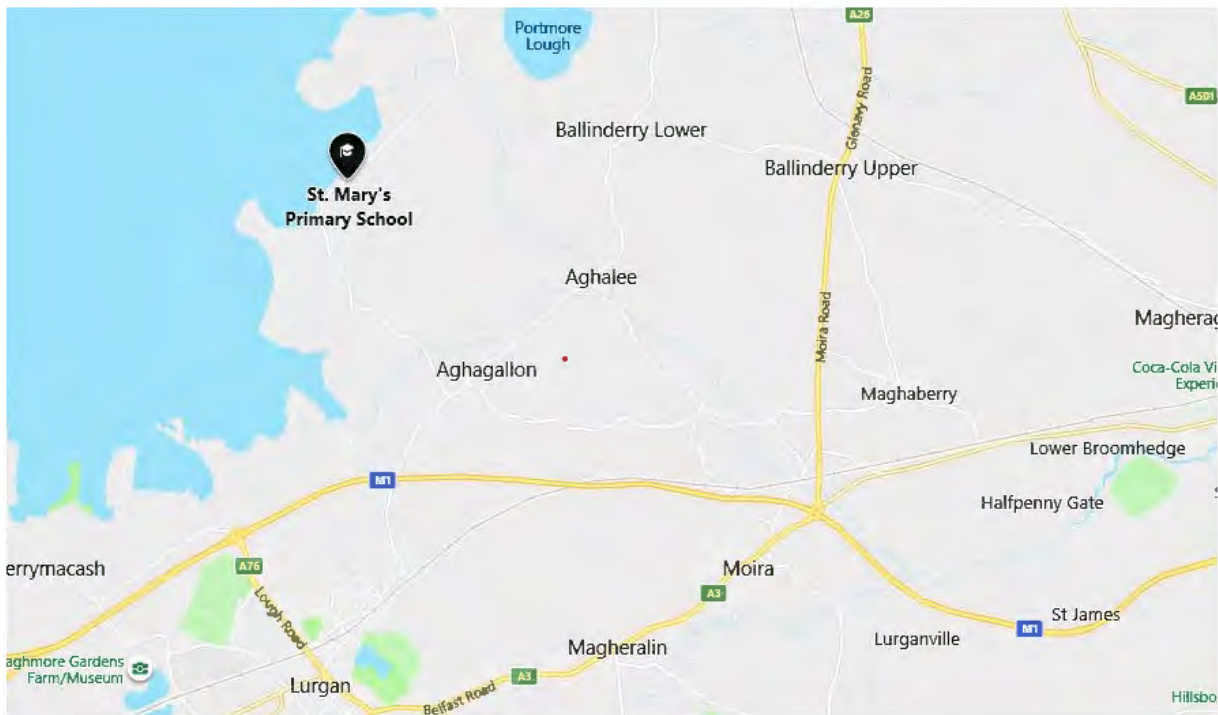 Portmore
Lough
A26
Glenavy Road
A501
Ballinderry Lower
Ballinderry Upper
St. Mary's
Primary School
Aghalee
Moira Road
Magherag
Aghagallon
Coca-Cola Vi
Experi
Maghaberry
Lower Broomhedge
M1
Halfpenny Gate
S
errymacash
A76
Moira
Lough Road
A3
St James
M1
Lurganville
Magheralin
aghmore Gardens
Farm/Museum
Lurgan
A3
Belfast Road
Hillsbo